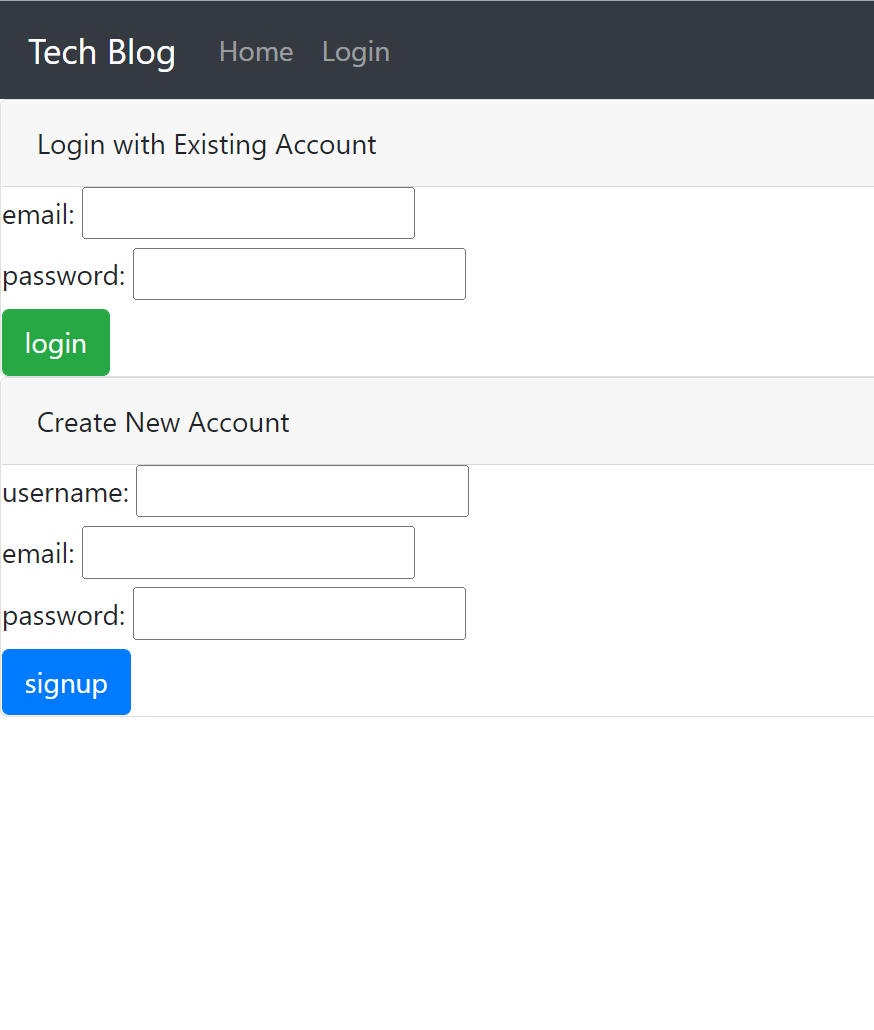 Tech Blog Home Login
Login with Existing Account
email:
password:
login
Create New Account
username:
email:
password:
signup